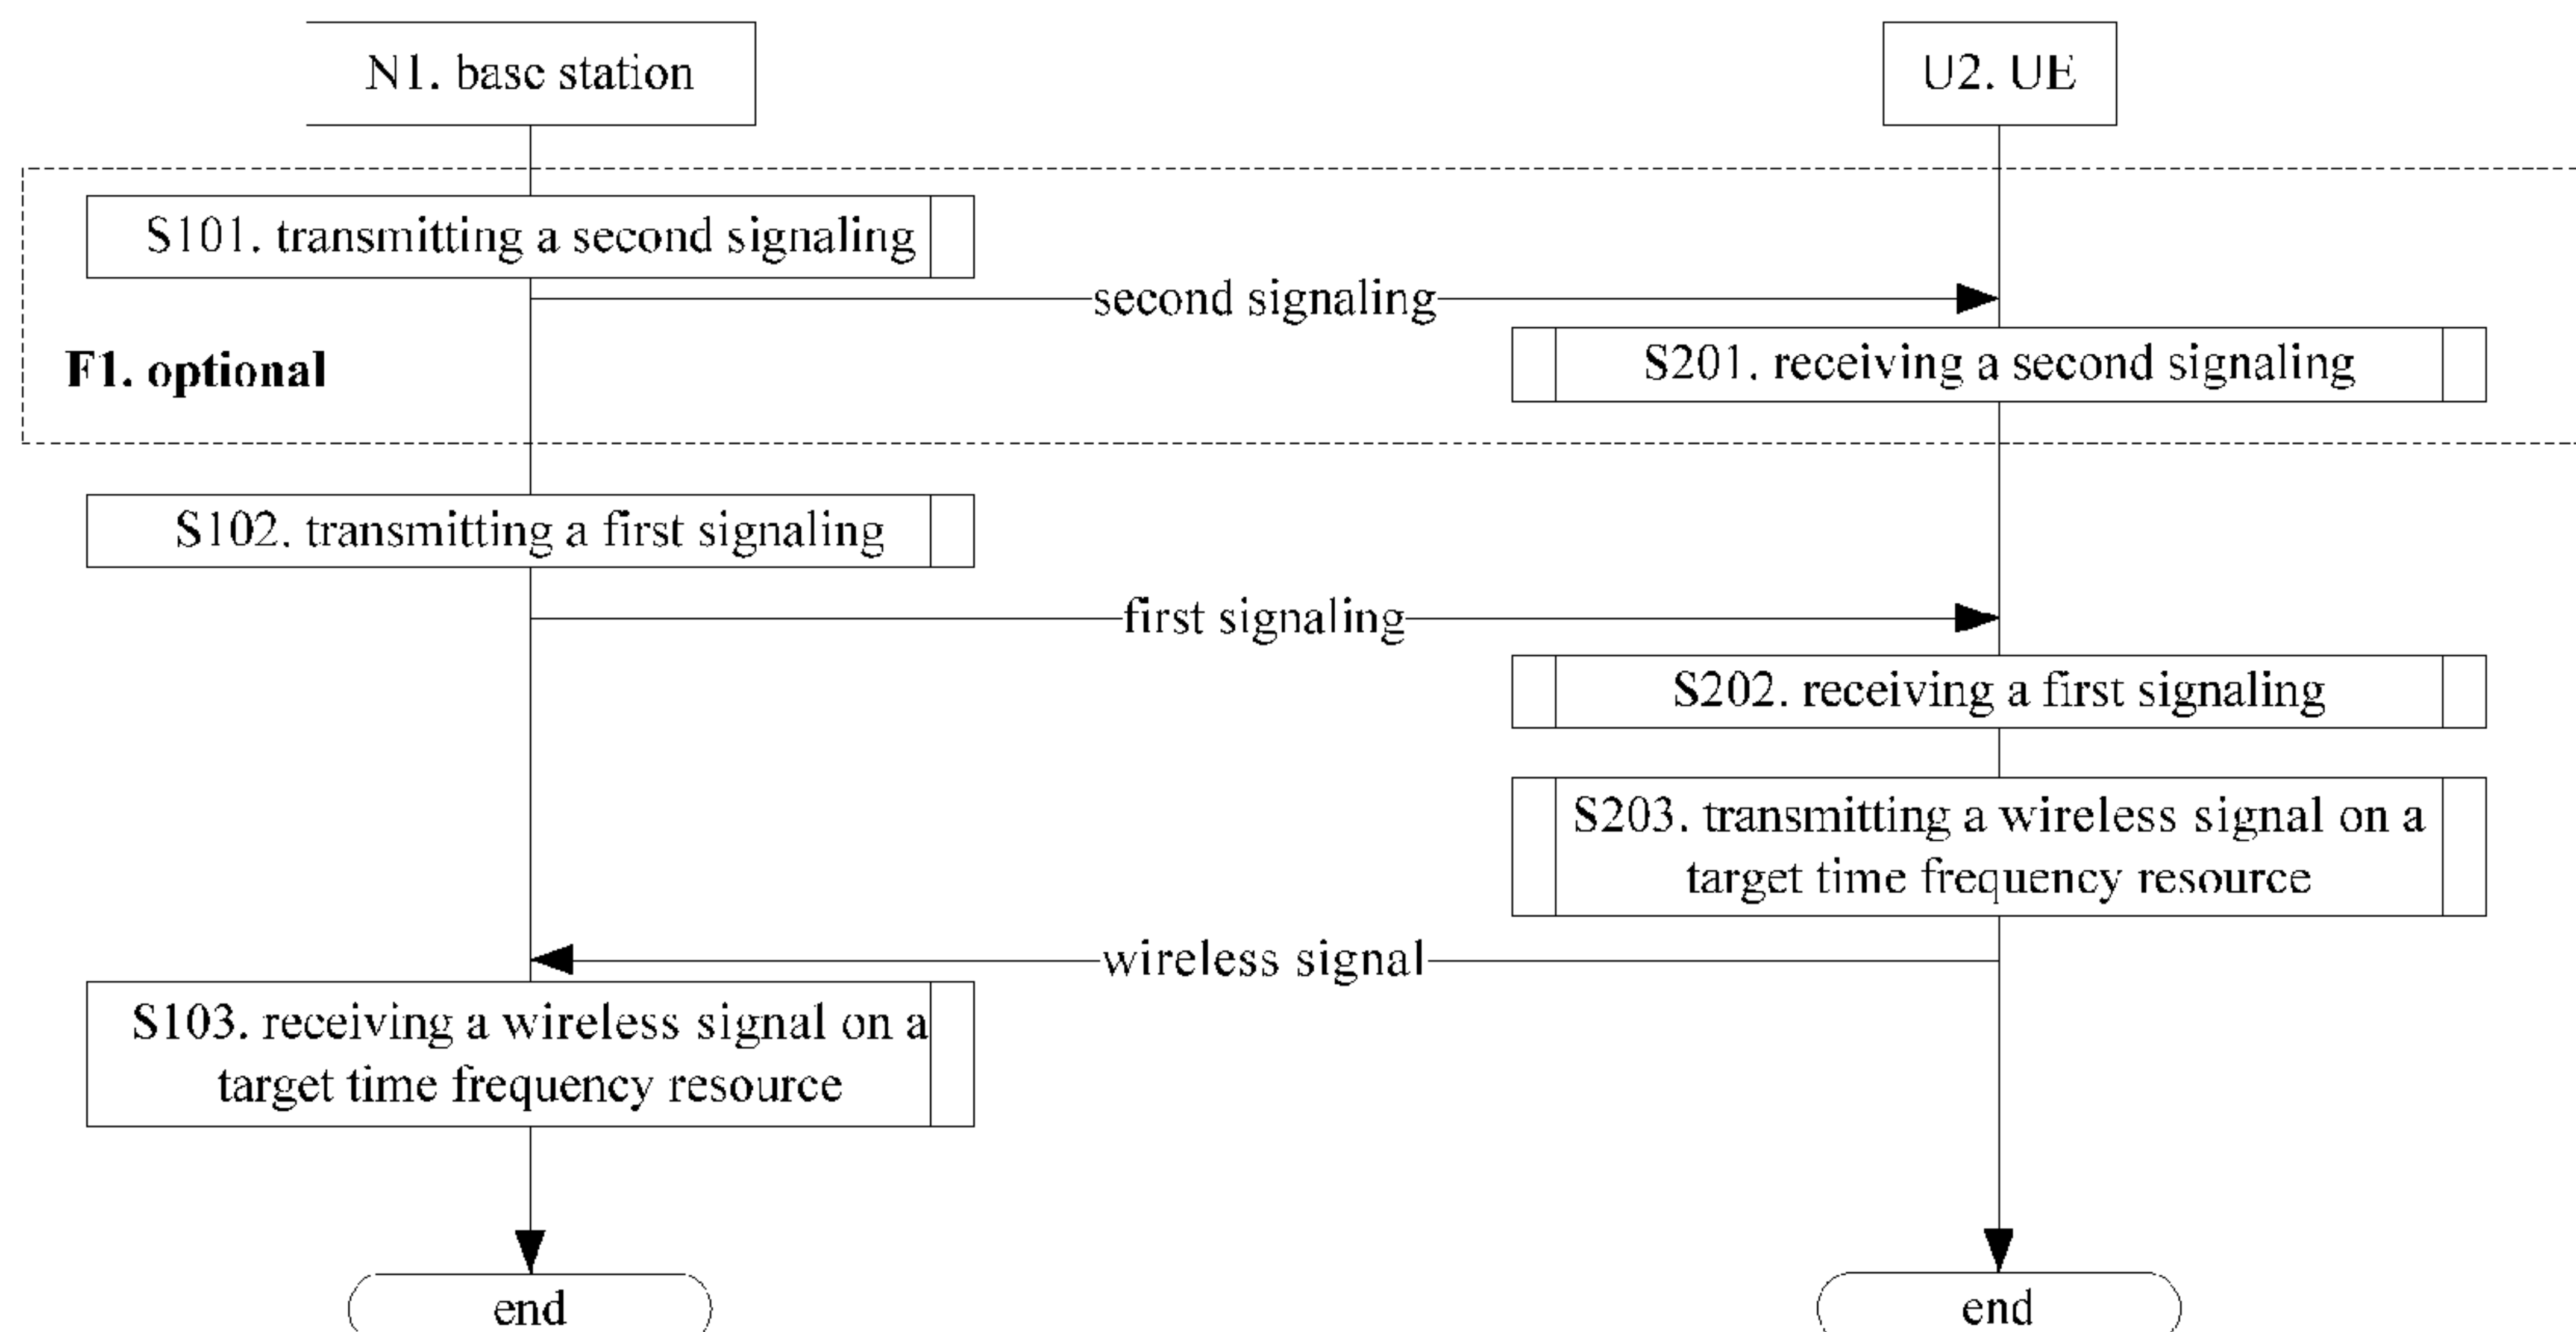 N1. base station
U2. UE
S101. transmitting a second signaling
second signaling
S201. receiving a second signaling
F1. optional
S102. transmitting a first signaling
first signaling
S202. receiving a first signaling
S203. transmitting a wireless signal on a
target time frequency resource
wireless signal
S103. receiving a wireless signal on a
target time frequency resource
end
end